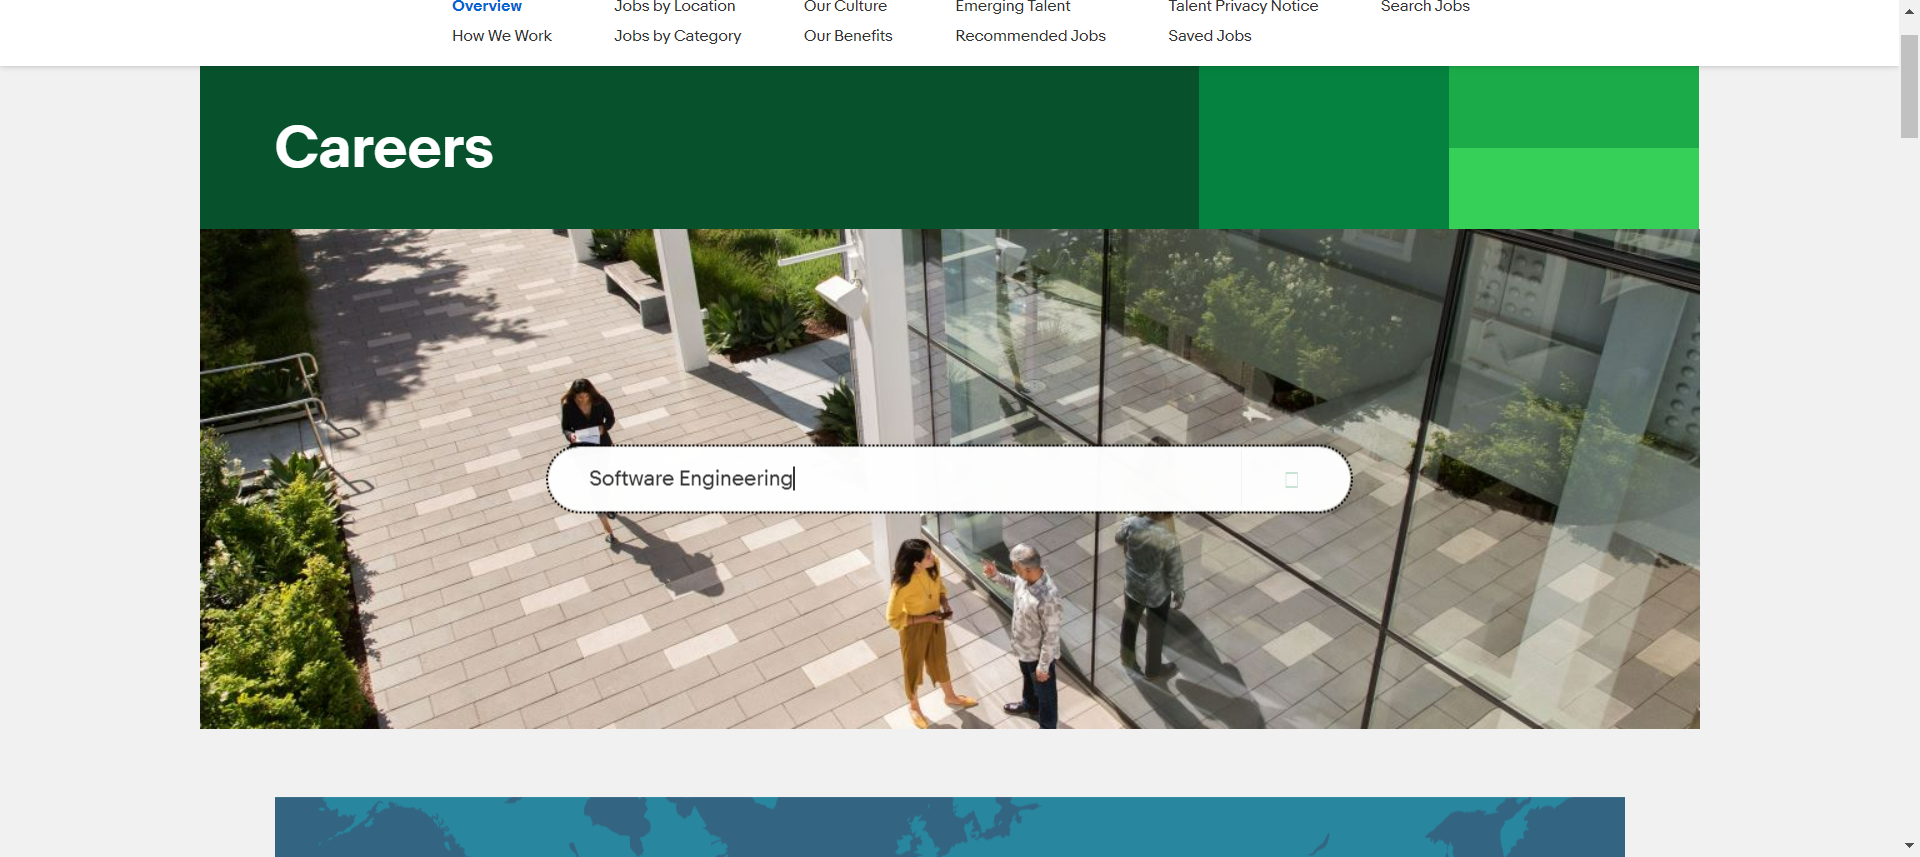 Overview
Jobs by Location
Our Culture
Emerging Talent
Talent Privacy Notice
Search Jobs
How We Work
Jobs by Category
Our Benefits
Recommended Jobs
Saved Jobs
Careers
Software Engineering